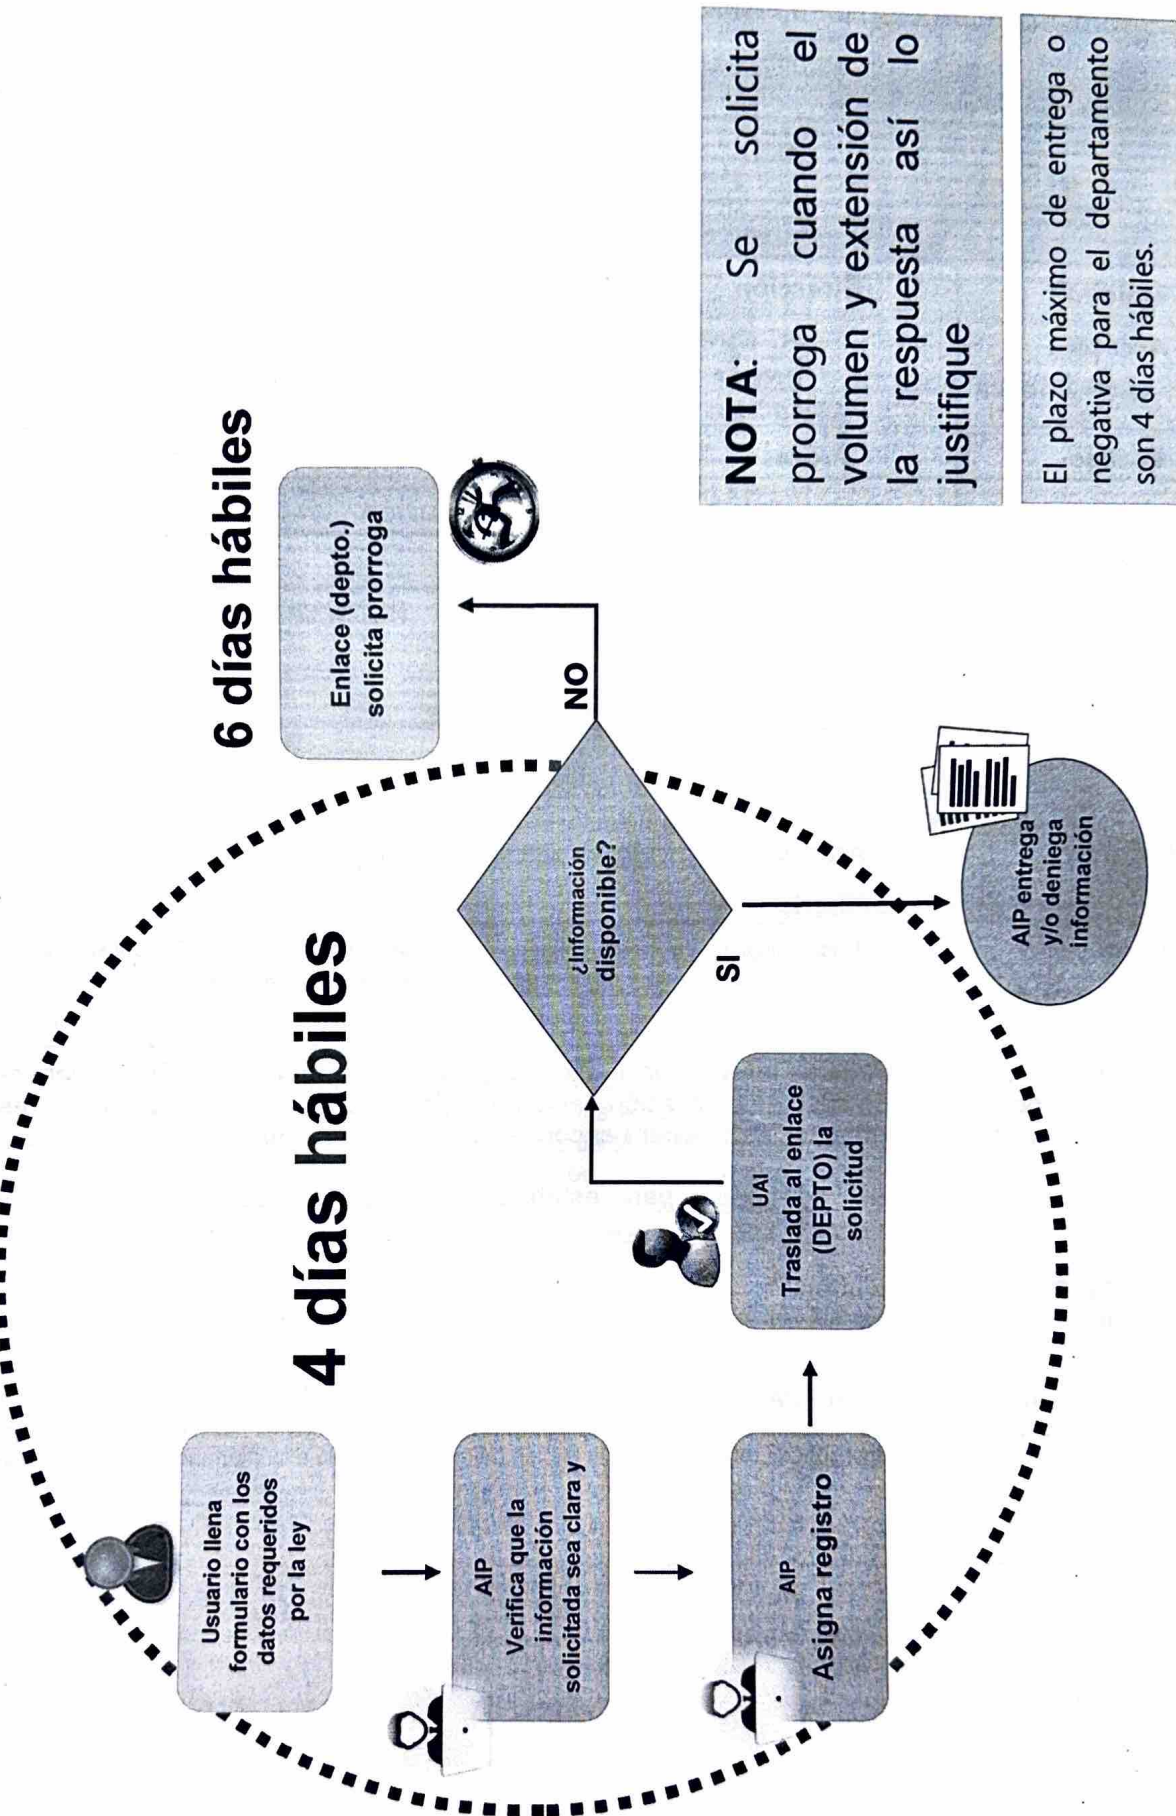 4 días hábiles
6 días hábiles
Usuario llena
formulario con los
datos requeridos
por la ley
AIP
Verifica que la
información
solicitada sea clara y
AIP
Asigna registro
UAI
Traslada al enlace
(DEPTO) la
solicitud
¿Información
disponible?
NO
SI
Enlace (depto.)
solicita prorroga
AIP entrega
y/o deniega
información
NOTA: Se solicita
prorroga cuando el
volumen y extensión de
la respuesta así lo
justifique
El plazo máximo de entrega o
negativa para el departamento
son 4 días hábiles.